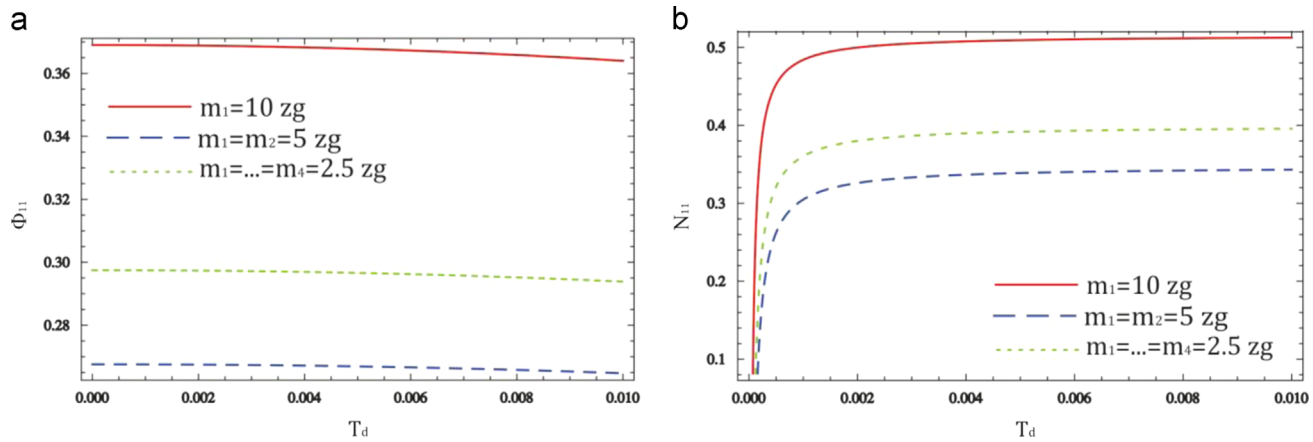 a
0.36
0.34
0.32
0.30
0.28
Φ₁₁
m₁=10 zg
m₁=m₂=5 zg
m₁=...=m₄=2.5 zg
0.000 0.002 0.004 0.006 0.008 0.010
T_d
b
0.5
0.4
0.3
0.2
0.1
N₁₁
m₁=10 zg
m₁=m₂=5 zg
m₁=...=m₄=2.5 zg
0.000 0.002 0.004 0.006 0.008 0.010
T_d